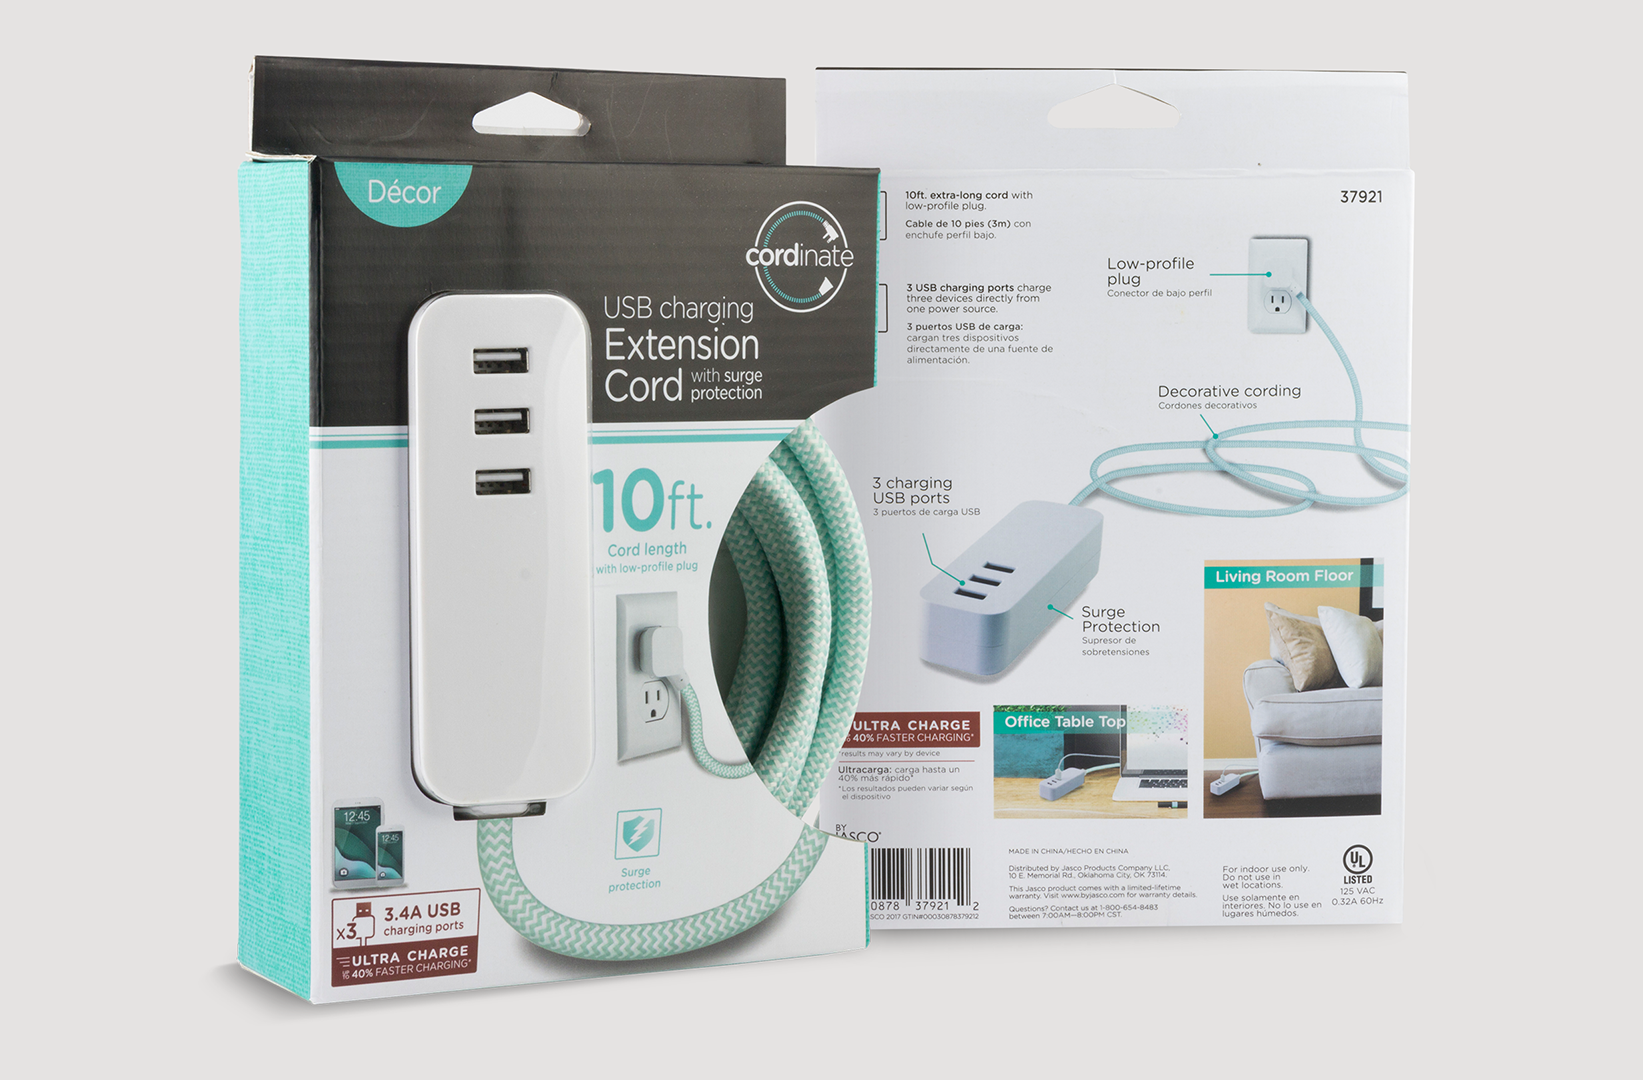 Décor
cordinate
USB charging
Extension
Cord with surge
protection
10ft.
Cord length
with low-profile plug
Surge
protection
12:45
12:45
x3
3.4A USB
charging ports
ULTRA CHARGE
UP TO 40% FASTER CHARGING*
10ft. extra-long cord with
low-profile plug.
Cable de 10 pies (3m) con
enchufe perfil bajo.
3 USB charging ports charge
three devices directly from
one power source.
3 puertos USB de carga:
cargan tres dispositivos
directamente de una fuente de
alimentación.
37921
Low-profile
plug
Conector de bajo perfil
Decorative cording
Cordones decorativos
3 charging
USB ports
3 puertos de carga USB
Surge
Protection
Supresor de
sobretensiones
Living Room Floor
Office Table Top
ULTRA CHARGE
40% FASTER CHARGING*
*results may vary by device
Ultracarga: carga hasta un
40% más rápido*
*Los resultados pueden variar según
el dispositivo
BY
JASCO®
0878 37921 2
SCO 2017 GTIN#00030878379212
MADE IN CHINA/HECHO EN CHINA
Distributed by Jasco Products Company LLC,
10 E. Memorial Rd., Oklahoma City, OK 73114.
This Jasco product comes with a limited-lifetime
warranty. Visit www.byjasco.com for warranty details.
Questions? Contact us at 1-800-654-8483
between 7:00AM—8:00PM CST.
For indoor use only.
Do not use in
wet locations.
Use solamente en
interiores. No lo use en
lugares húmedos.
UL
LISTED
125 VAC
0.32A 60Hz